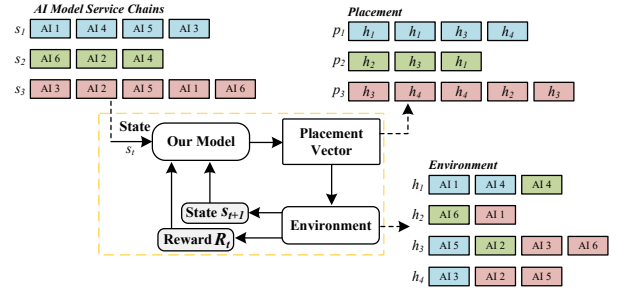 AI Model Service Chains
s1 AI 1 AI 4 AI 5 AI 3
s2 AI 6 AI 2 AI 4
s3 AI 3 AI 2 AI 5 AI 1 AI 6
Placement
p1 h1 h1 h3 h4
p2 h2 h3 h1
p3 h3 h4 h4 h2 h3
State
st
Our Model
Placement
Vector
State st+1
Reward Rt
Environment
Environment
h1 AI 1 AI 4 AI 4
h2 AI 6 AI 1
h3 AI 5 AI 2 AI 3 AI 6
h4 AI 3 AI 2 AI 5